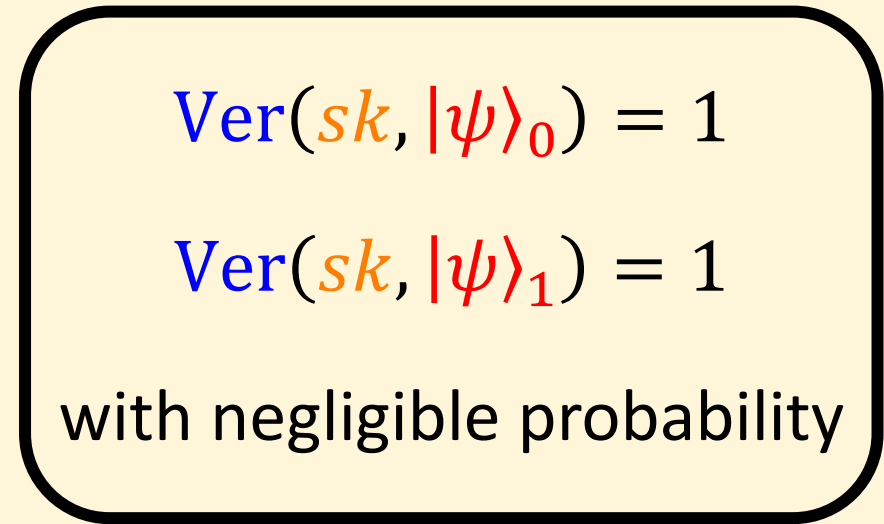 Ver(sk, |ψ⟩₀) = 1
Ver(sk, |ψ⟩₁) = 1
with negligible probability